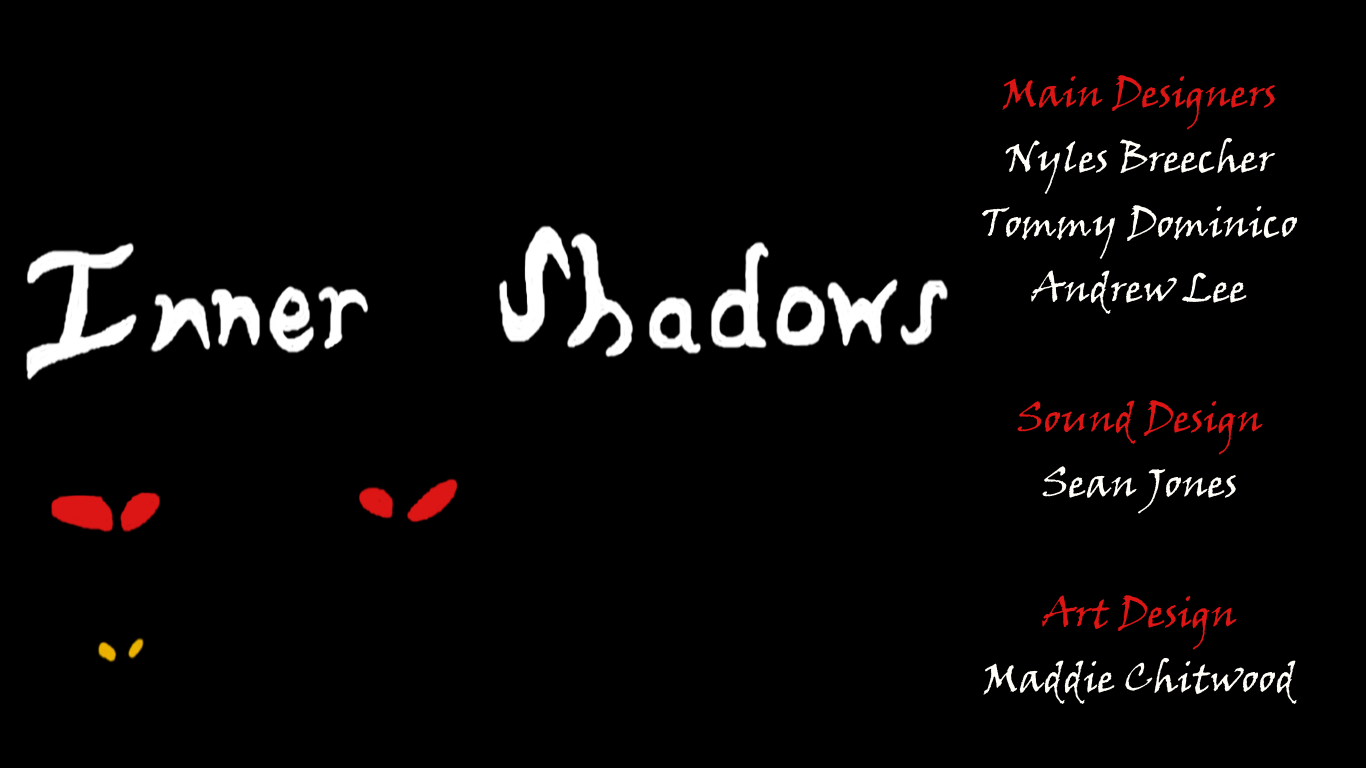 Inner Shadows
Main Designers
Nyles Breecher
Tommy Dominico
Andrew Lee
Sound Design
Sean Jones
Art Design
Maddie Chitwood